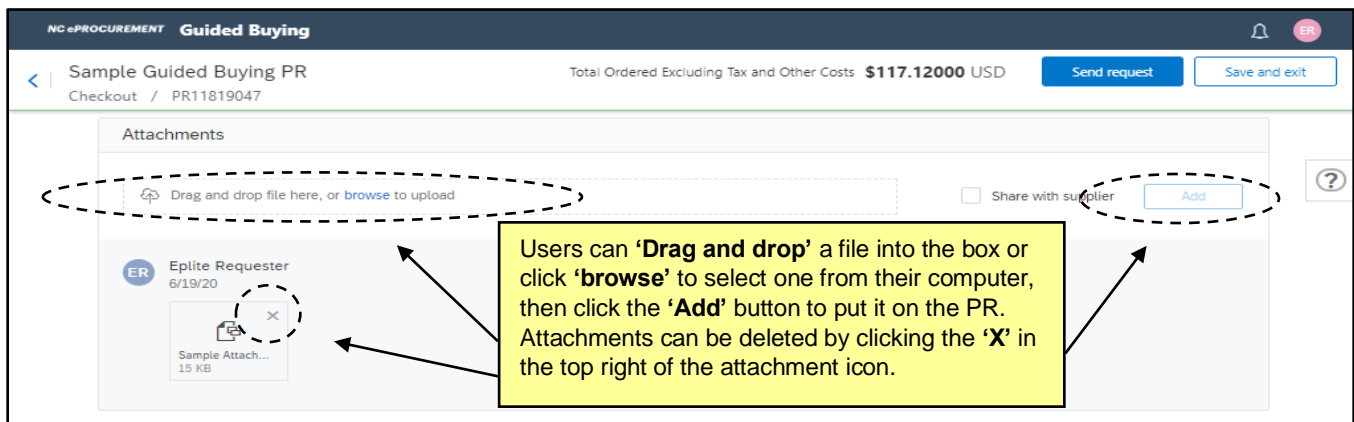 NC ePROCUREMENT Guided Buying ER
Sample Guided Buying PR Total Ordered Excluding Tax and Other Costs $117.12000 USD Send request Save and exit
Checkout / PR11819047
Attachments
Drag and drop file here, or browse to upload Share with supplier Add ?
Users can ‘Drag and drop’ a file into the box or
click ‘browse’ to select one from their computer,
then click the ‘Add’ button to put it on the PR.
Attachments can be deleted by clicking the ‘X’ in
the top right of the attachment icon.
ER Eplite Requester
6/19/20
Sample Attach...
15 KB